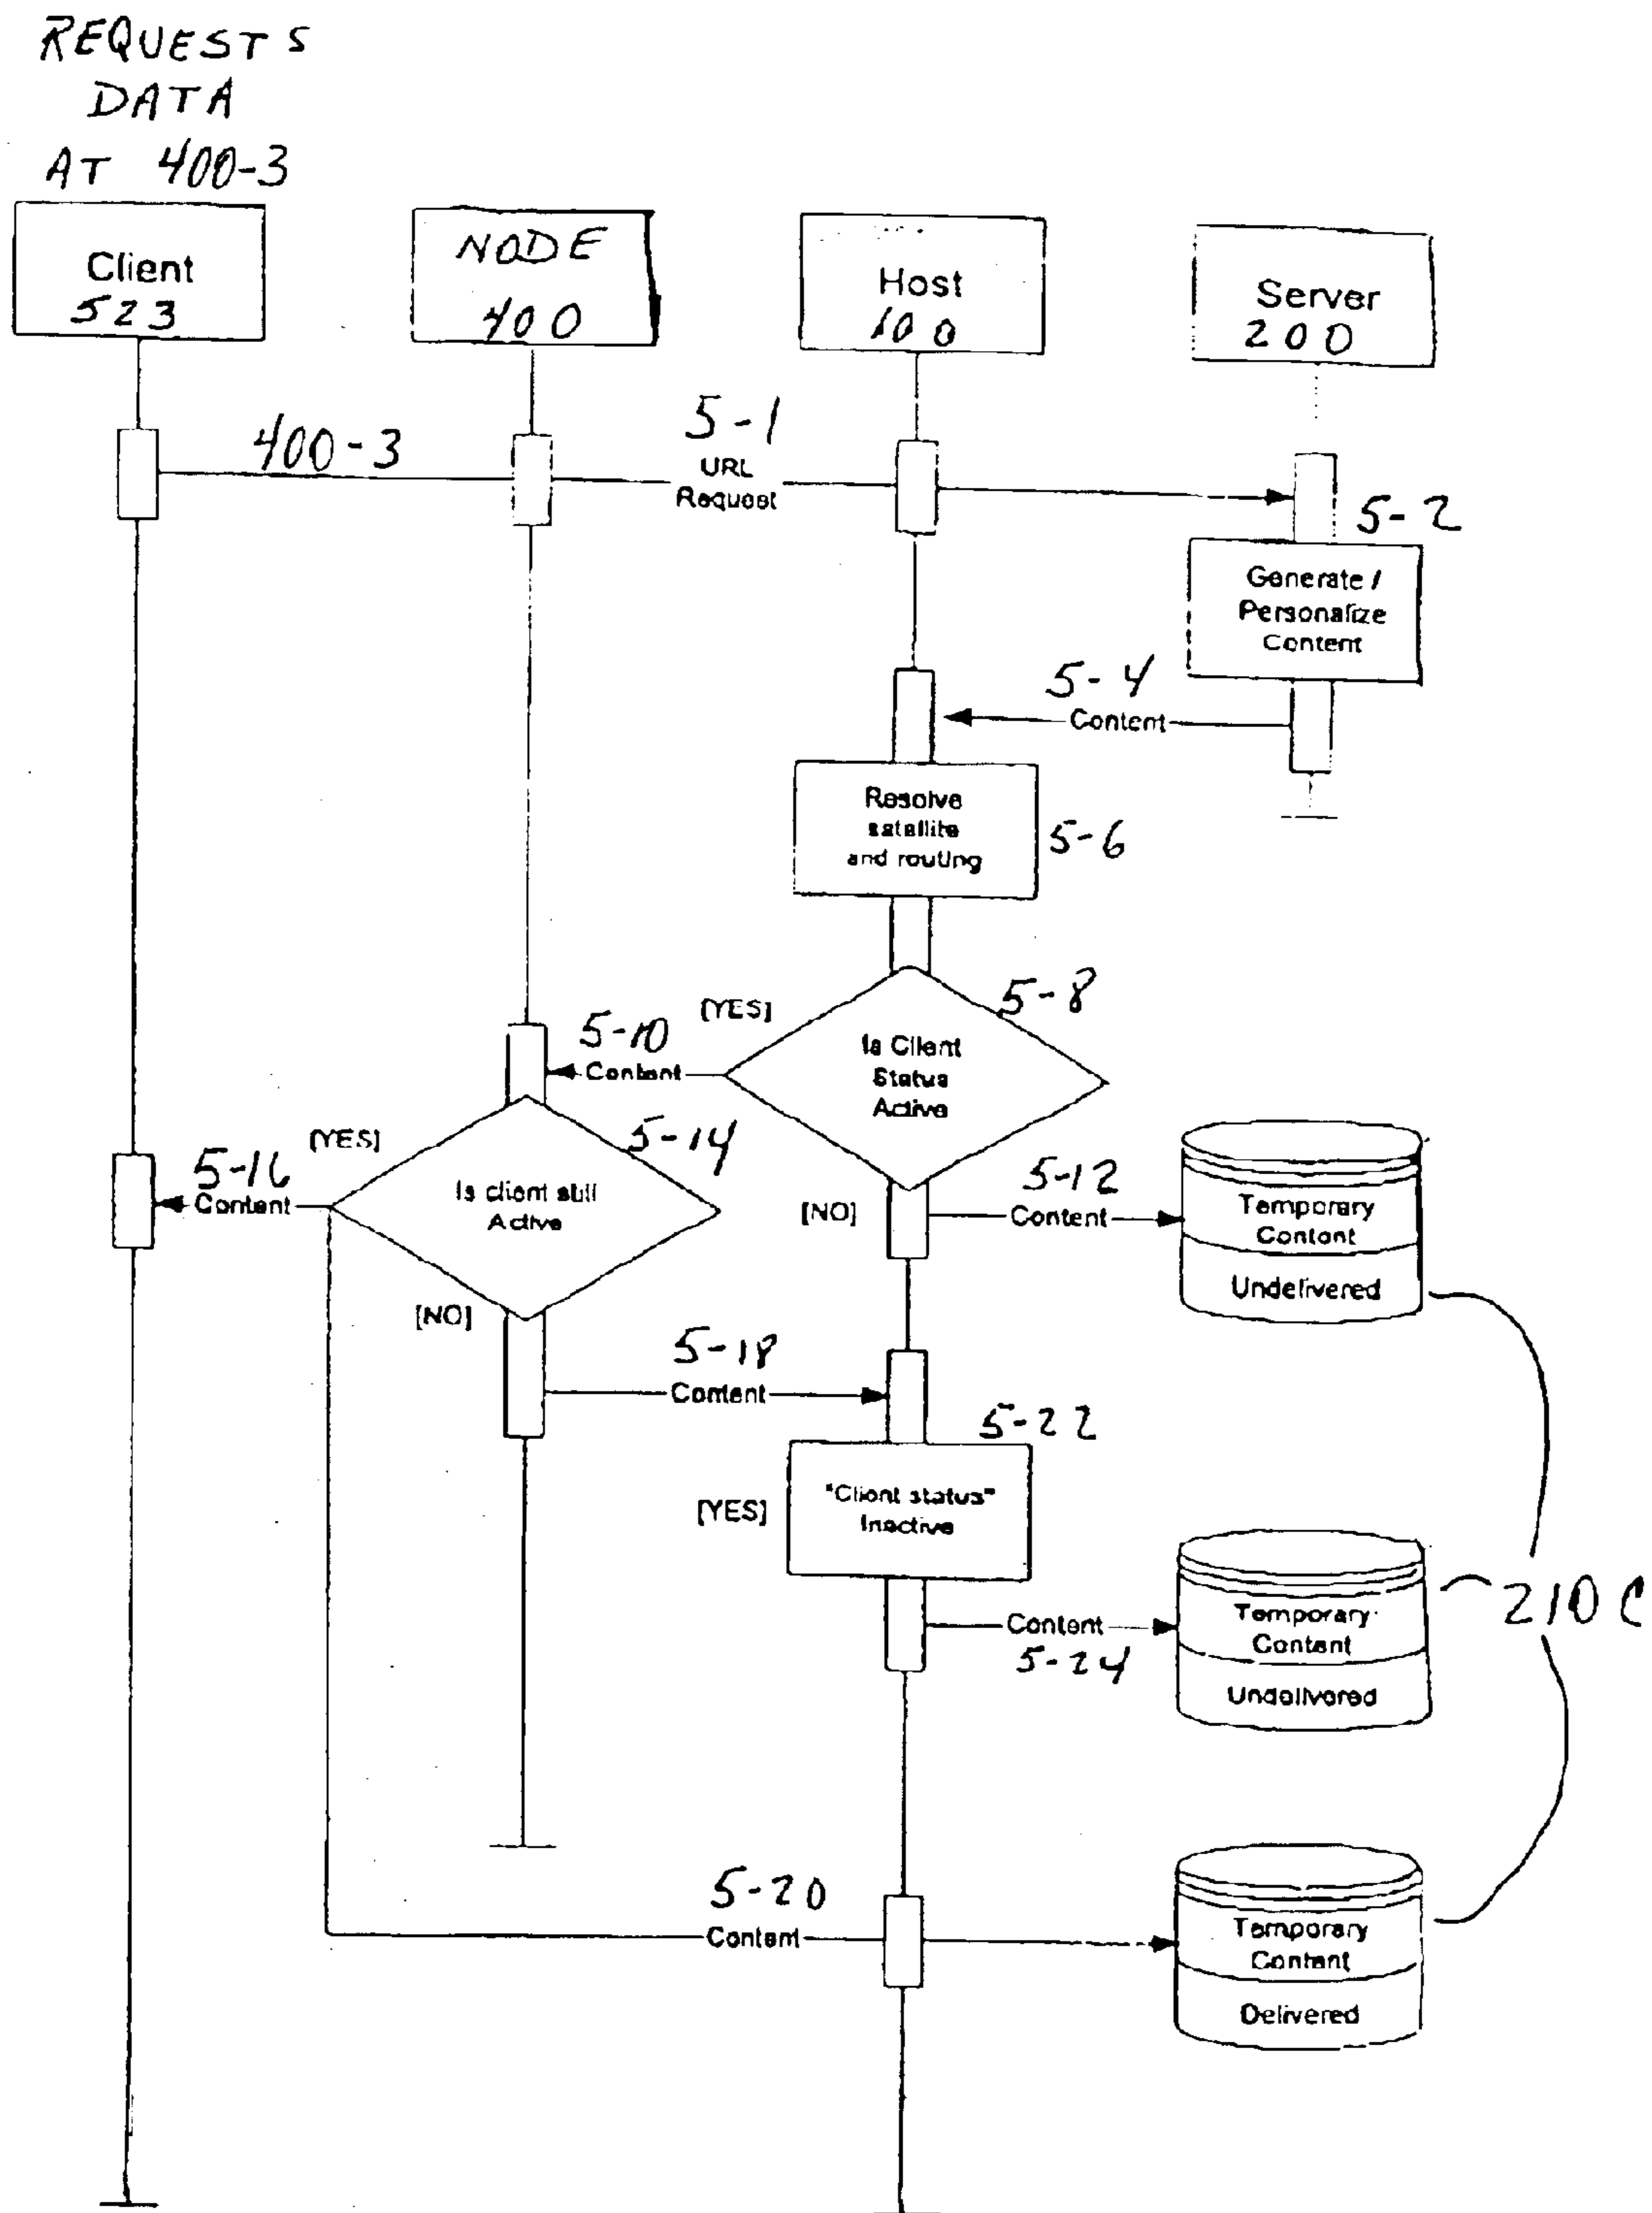 REQUESTS
DATA
AT 400-3
Client
523
NODE
400
Host
100
Server
200
400-3
5-1
URL
Request
5-2
Generate /
Personalize
Content
5-4
Content
Resolve
satellite
and routing
5-6
5-8
[YES]
5-10
Content
Is Client
Status
Active
[YES]
5-14
5-16
Content
Is client still
Active
[NO]
5-12
Content
Temporary
Content
Undelivered
[NO]
5-18
Content
5-22
[YES]
"Client status"
Inactive
Content
5-24
Temporary
Content
Undelivered
210C
5-20
Content
Temporary
Content
Delivered